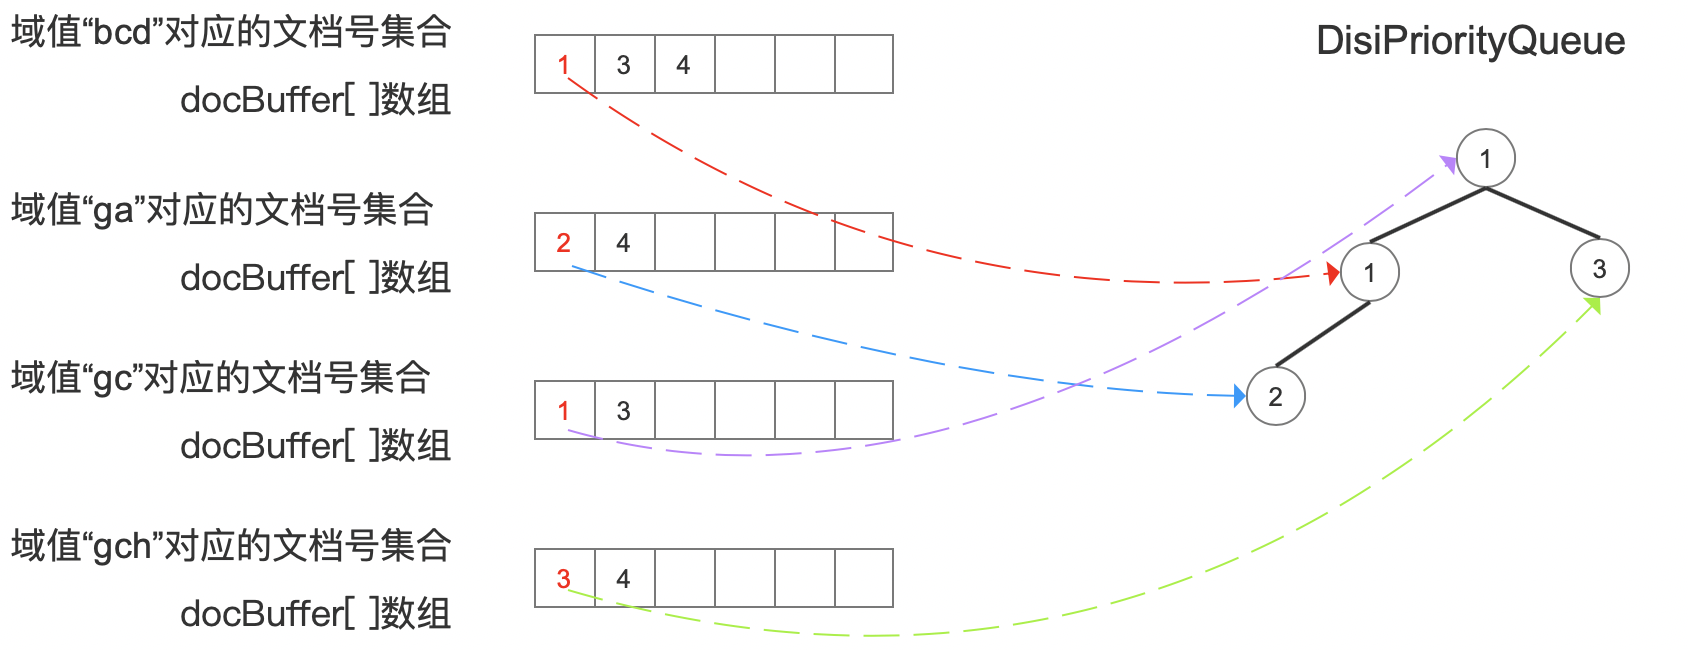 域值“bcd”对应的文档号集合
docBuffer[ ]数组
1 3 4
DisiPriorityQueue
域值“ga”对应的文档号集合
docBuffer[ ]数组
2 4
域值“gc”对应的文档号集合
docBuffer[ ]数组
1 3
域值“gch”对应的文档号集合
docBuffer[ ]数组
3 4
1
1
3
2